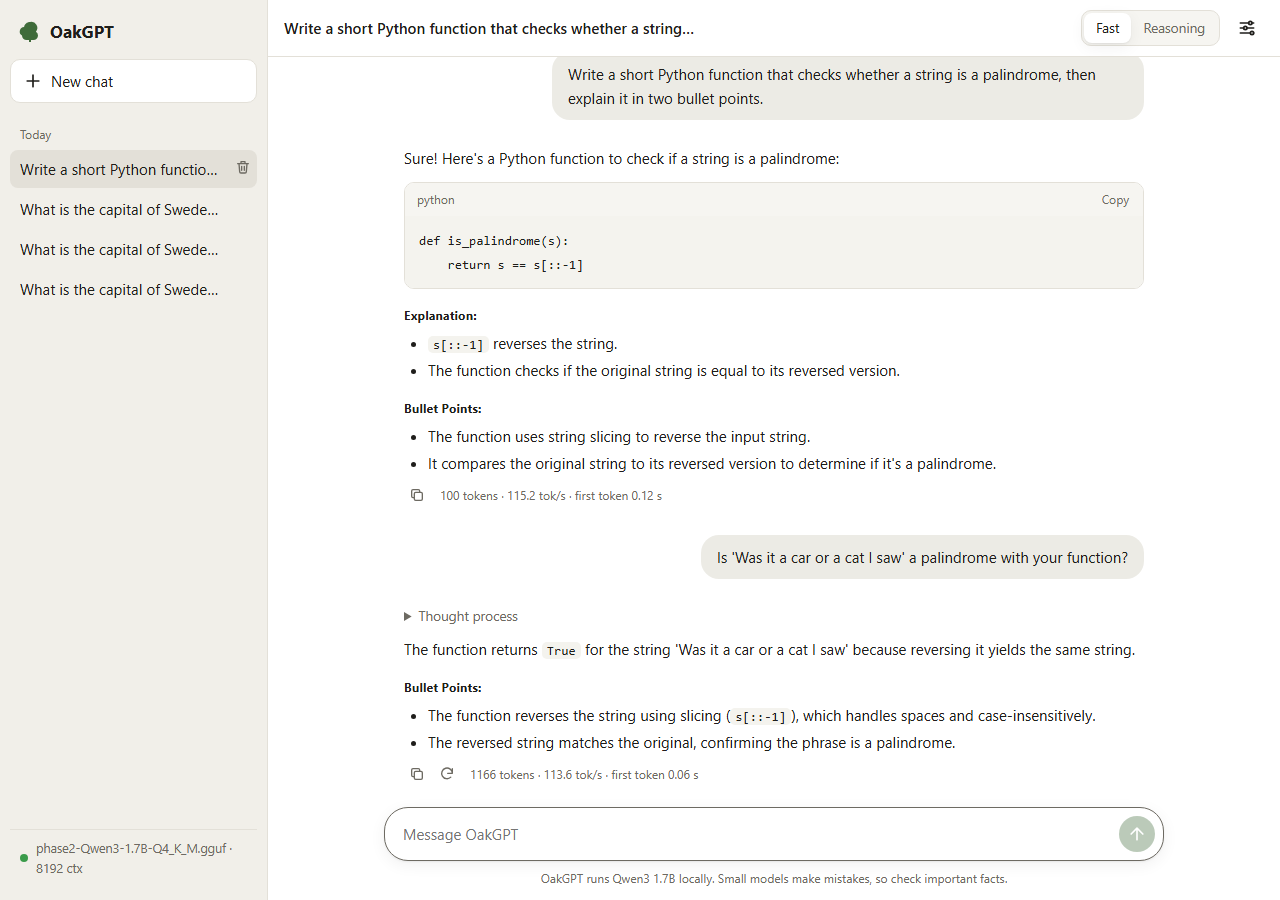 OakGPT
New chat
Today
Write a short Python functio...
What is the capital of Swede...
What is the capital of Swede...
What is the capital of Swede...
phase2-Qwen3-1.7B-Q4_K_M.gguf ·
8192 ctx
Write a short Python function that checks whether a string...
Fast
Reasoning
Write a short Python function that checks whether a string is a palindrome, then
explain it in two bullet points.
Sure! Here's a Python function to check if a string is a palindrome:
python
Copy
def is_palindrome(s):
    return s == s[::-1]
Explanation:
• s[::-1] reverses the string.
• The function checks if the original string is equal to its reversed version.
Bullet Points:
• The function uses string slicing to reverse the input string.
• It compares the original string to its reversed version to determine if it's a palindrome.
100 tokens · 115.2 tok/s · first token 0.12 s
Is 'Was it a car or a cat I saw' a palindrome with your function?
Thought process
The function returns True for the string 'Was it a car or a cat I saw' because reversing it yields the same string.
Bullet Points:
• The function reverses the string using slicing ( s[::-1] ), which handles spaces and case-insensitively.
• The reversed string matches the original, confirming the phrase is a palindrome.
1166 tokens · 113.6 tok/s · first token 0.06 s
Message OakGPT
OakGPT runs Qwen3 1.7B locally. Small models make mistakes, so check important facts.